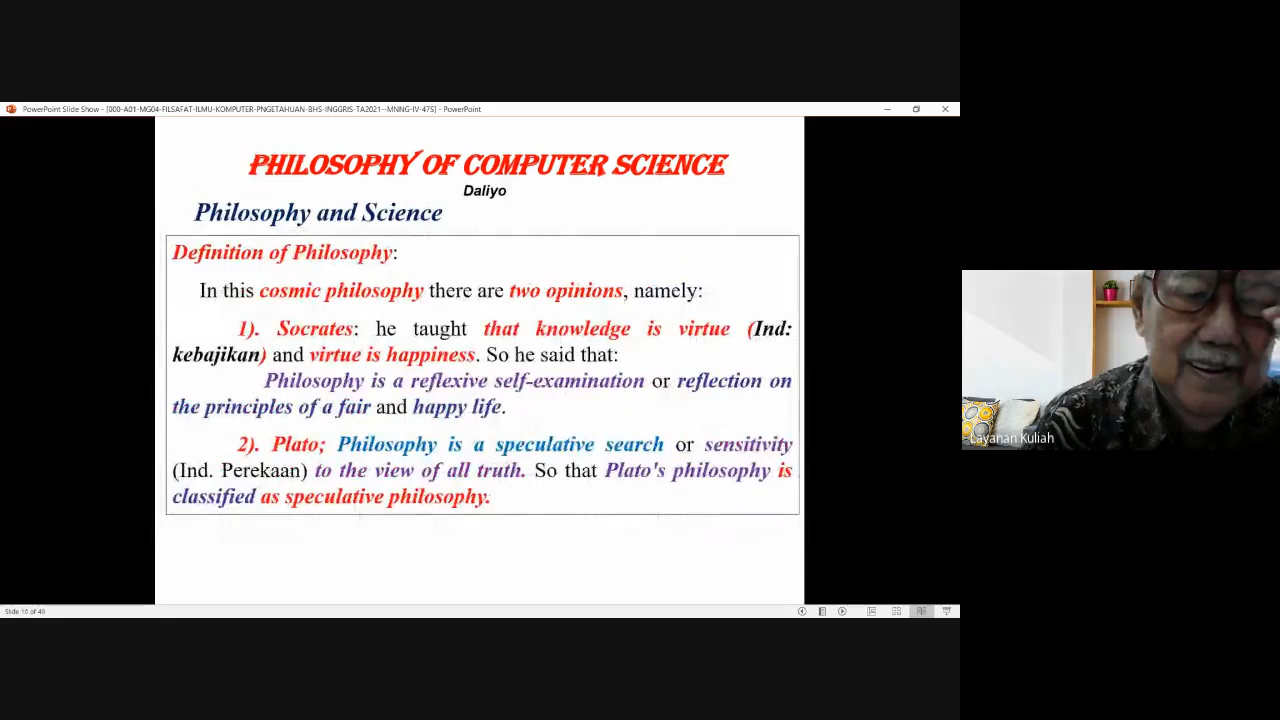 PowerPoint Slide Show - [000-A01-MG04-FILSAFAT-ILMU-KOMPUTER-PNGETAHUAN-BHS-INGGRIS-TA2021--MNNG-IV-47S] - PowerPoint
PHILOSOPHY OF COMPUTER SCIENCE
Daliyo
Philosophy and Science
Definition of Philosophy:
In this cosmic philosophy there are two opinions, namely:
1). Socrates: he taught that knowledge is virtue (Ind:
kebajikan) and virtue is happiness. So he said that:
Philosophy is a reflexive self-examination or reflection on
the principles of a fair and happy life.
2). Plato; Philosophy is a speculative search or sensitivity
(Ind. Perekaan) to the view of all truth. So that Plato's philosophy is
classified as speculative philosophy.
Layanan Kuliah
Slide 10 of 49